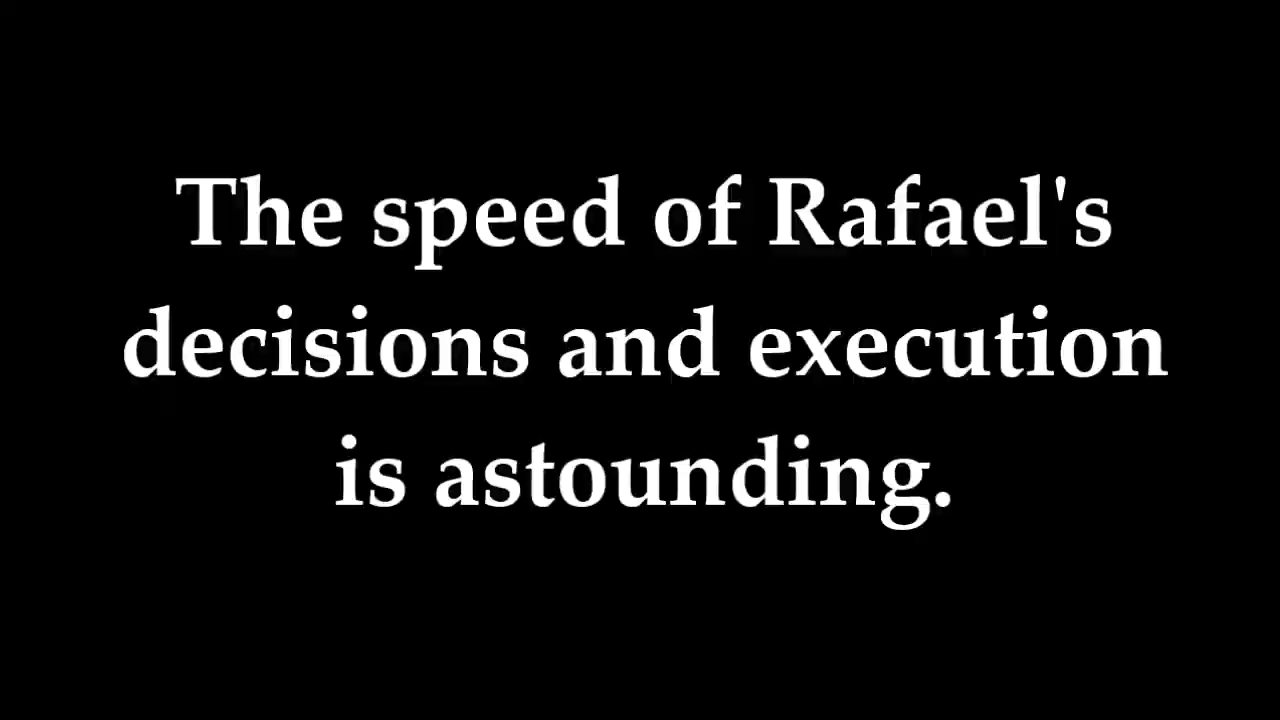 The speed of Rafael's
decisions and execution
is astounding.